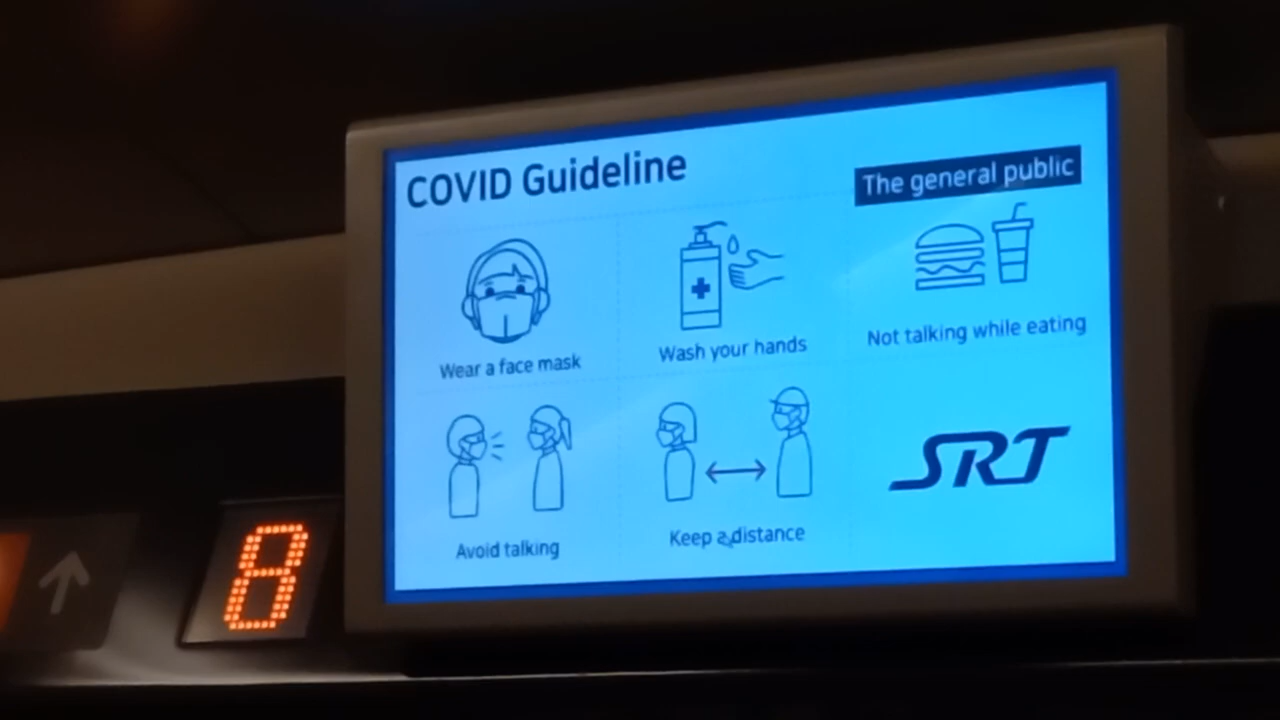 COVID Guideline
The general public
Wear a face mask
Wash your hands
Not talking while eating
Avoid talking
Keep a distance
SRT
8